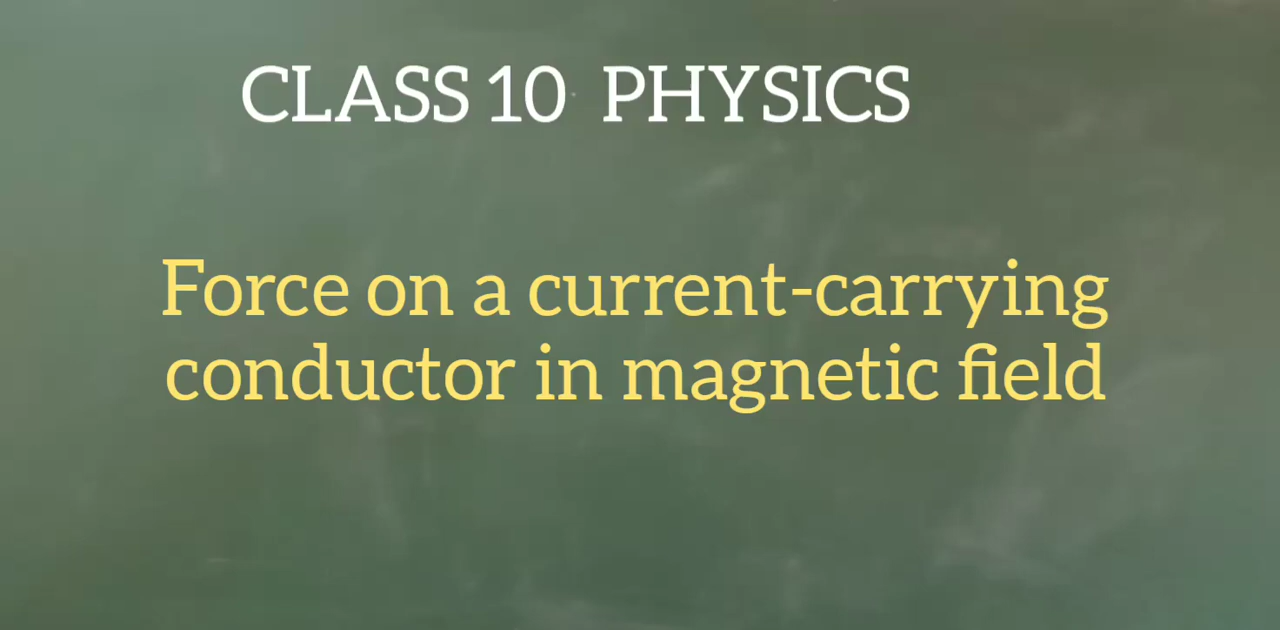 CLASS 10 PHYSICS
Force on a current-carrying
conductor in magnetic field